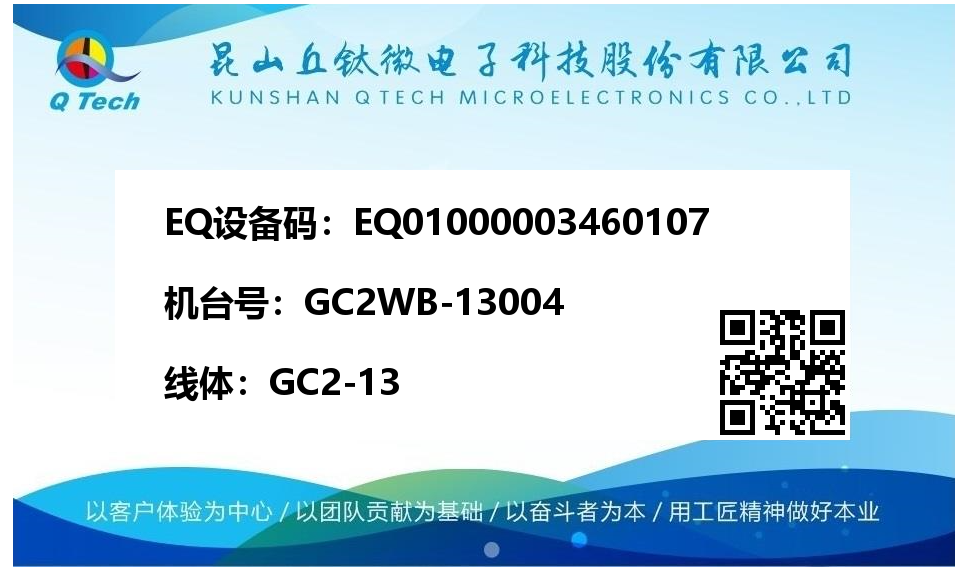 Q Tech
昆山丘钛微电子科技股份有限公司
KUNSHAN Q TECH MICROELECTRONICS CO.,LTD
EQ设备码：EQ01000003460107
机台号：GC2WB-13004
线体：GC2-13
以客户体验为中心 / 以团队贡献为基础 / 以奋斗者为本 / 用工匠精神做好本业